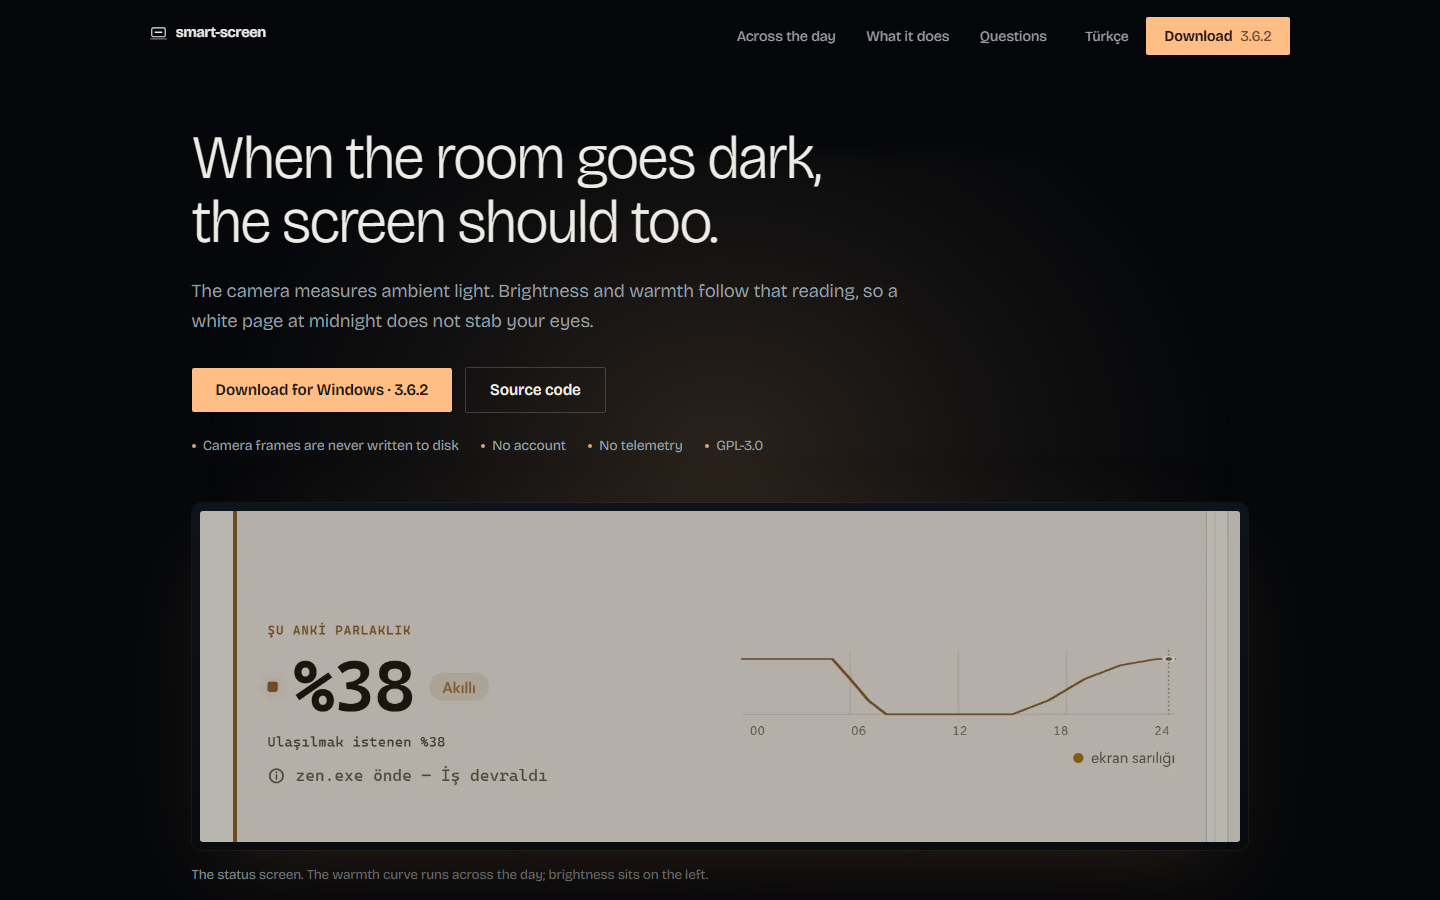 smart-screen
Across the day
What it does
Questions
Türkçe
Download 3.6.2
When the room goes dark,
the screen should too.
The camera measures ambient light. Brightness and warmth follow that reading, so a
white page at midnight does not stab your eyes.
Download for Windows · 3.6.2
Source code
Camera frames are never written to disk
No account
No telemetry
GPL-3.0
ŞU ANKİ PARLAKLIK
%38
Akıllı
Ulaşılmak istenen %38
zen.exe önde — İş devraldı
00 06 12 18 24
ekran sarılığı
The status screen. The warmth curve runs across the day; brightness sits on the left.